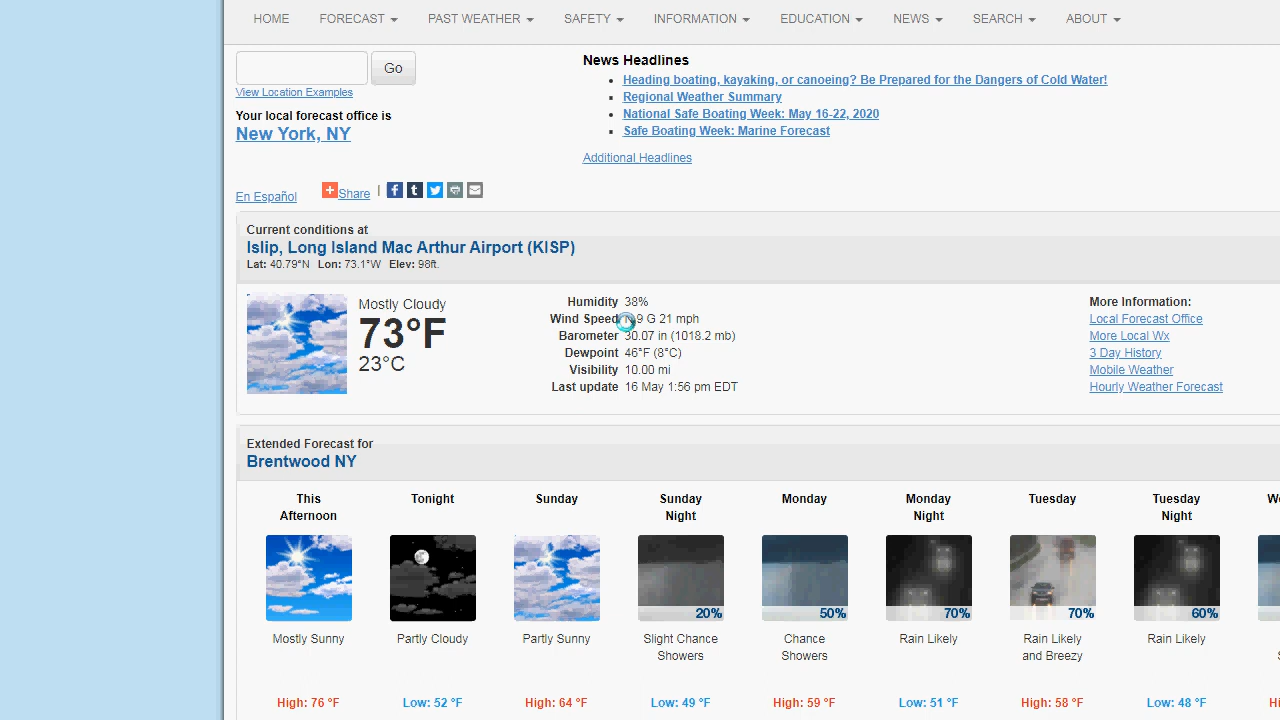 HOME FORECAST PAST WEATHER SAFETY INFORMATION EDUCATION NEWS SEARCH ABOUT
Go
View Location Examples
Your local forecast office is
New York, NY
News Headlines
Heading boating, kayaking, or canoeing? Be Prepared for the Dangers of Cold Water!
Regional Weather Summary
National Safe Boating Week: May 16-22, 2020
Safe Boating Week: Marine Forecast
Additional Headlines
En Español
Share |
Current conditions at
Islip, Long Island Mac Arthur Airport (KISP)
Lat: 40.79°N Lon: 73.1°W Elev: 98ft.
Mostly Cloudy
73°F
23°C
Humidity 38%
Wind Speed 9 G 21 mph
Barometer 30.07 in (1018.2 mb)
Dewpoint 46°F (8°C)
Visibility 10.00 mi
Last update 16 May 1:56 pm EDT
More Information:
Local Forecast Office
More Local Wx
3 Day History
Mobile Weather
Hourly Weather Forecast
Extended Forecast for
Brentwood NY
This Afternoon
Mostly Sunny
High: 76 °F
Tonight
Partly Cloudy
Low: 52 °F
Sunday
Partly Sunny
High: 64 °F
Sunday Night
20%
Slight Chance
Showers
Low: 49 °F
Monday
50%
Chance
Showers
High: 59 °F
Monday Night
70%
Rain Likely
Low: 51 °F
Tuesday
70%
Rain Likely
and Breezy
High: 58 °F
Tuesday Night
60%
Rain Likely
Low: 48 °F